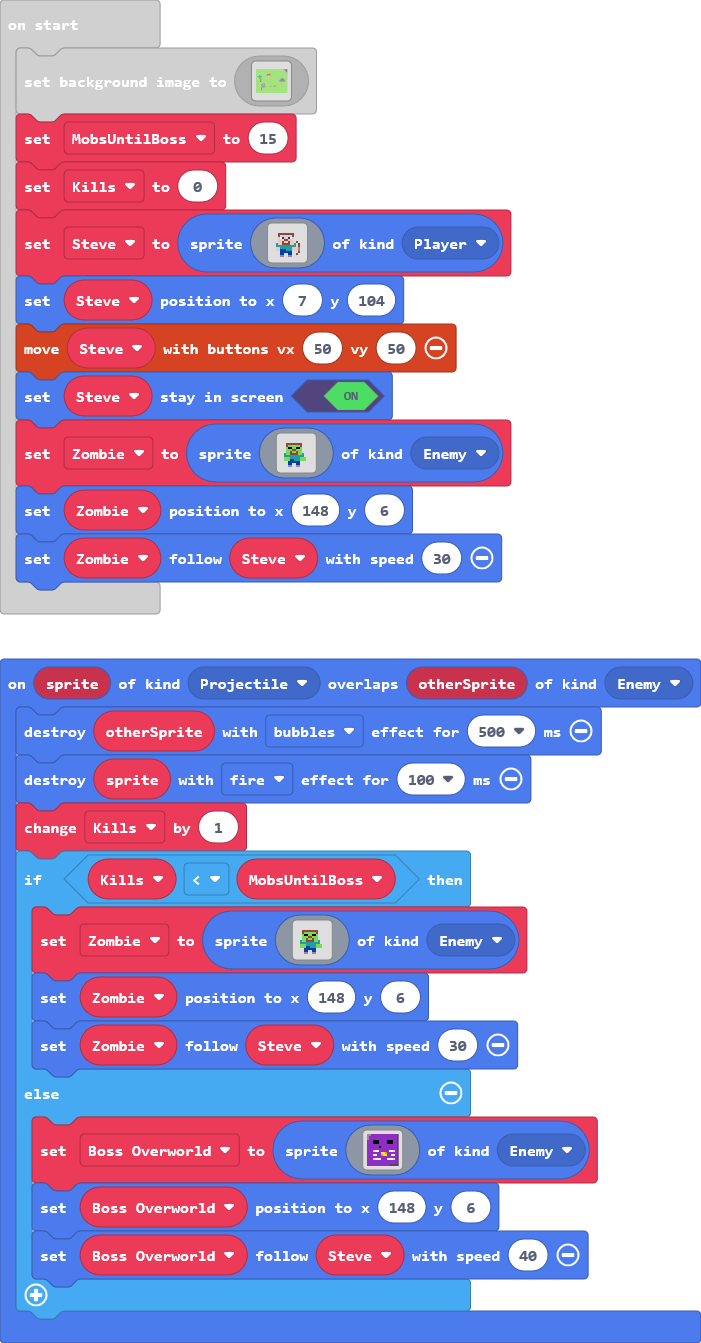 on start
set background image to
set MobsUntilBoss to 15
set Kills to 0
set Steve to sprite of kind Player
set Steve position to x 7 y 104
move Steve with buttons vx 50 vy 50
set Steve stay in screen ON
set Zombie to sprite of kind Enemy
set Zombie position to x 148 y 6
set Zombie follow Steve with speed 30
on sprite of kind Projectile overlaps otherSprite of kind Enemy
destroy otherSprite with bubbles effect for 500 ms
destroy sprite with fire effect for 100 ms
change Kills by 1
if Kills < MobsUntilBoss then
set Zombie to sprite of kind Enemy
set Zombie position to x 148 y 6
set Zombie follow Steve with speed 30
else
set Boss Overworld to sprite of kind Enemy
set Boss Overworld position to x 148 y 6
set Boss Overworld follow Steve with speed 40